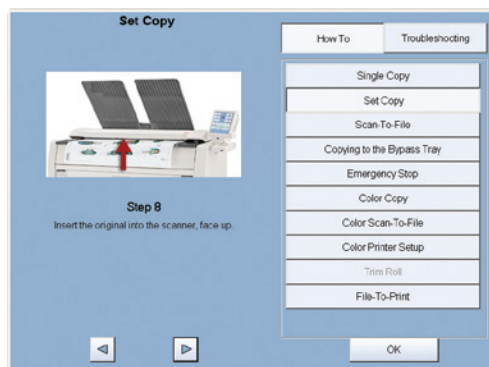 Set Copy
Step 8
Insert the original into the scanner, face up.
How To
Troubleshooting
Single Copy
Set Copy
Scan-To-File
Copying to the Bypass Tray
Emergency Stop
Color Copy
Color Scan-To-File
Color Printer Setup
Trim Roll
File-To-Print
OK